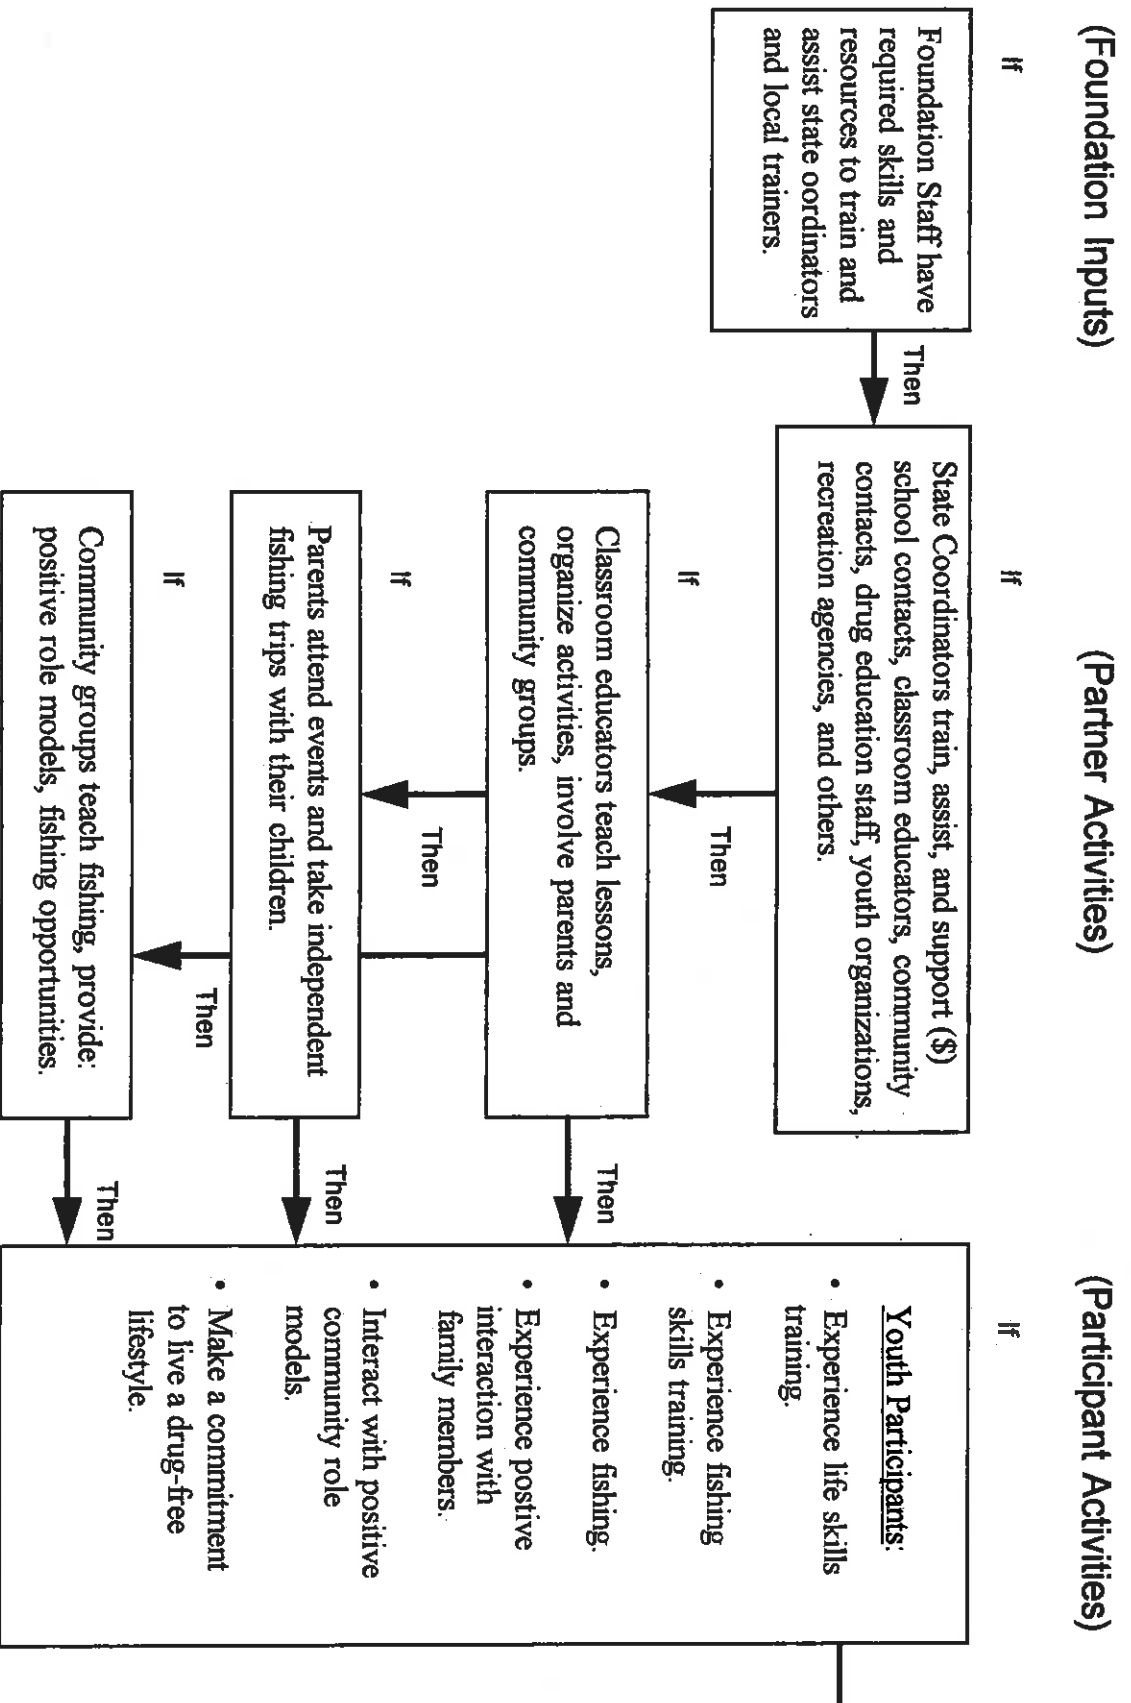 (Foundation Inputs)
If
Foundation Staff have
required skills and
resources to train and
assist state oordinators
and local trainers.
Then
(Partner Activities)
If
State Coordinators train, assist, and support ($)
school contacts, classroom educators, community
contacts, drug education staff, youth organizations,
recreation agencies, and others.
Then
If
Classroom educators teach lessons,
organize activities, involve parents and
community groups.
Then
Then
If
Parents attend events and take independent
fishing trips with their children.
Then
Then
If
Community groups teach fishing, provide:
positive role models, fishing opportunities.
Then
(Participant Activities)
If
Youth Participants:
• Experience life skills
training.
• Experience fishing
skills training.
• Experience fishing.
• Experience postive
interaction with
family members.
• Interact with positive
community role
models.
• Make a commitment
to live a drug-free
lifestyle.